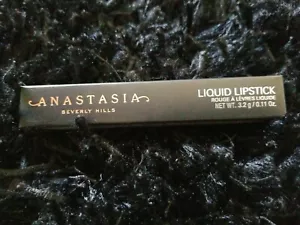 ANASTASIA
BEVERLY HILLS
LIQUID LIPSTICK
ROUGE À LÈVRES LIQUIDE
NET WT. 3.2 g / 0.11 Oz.